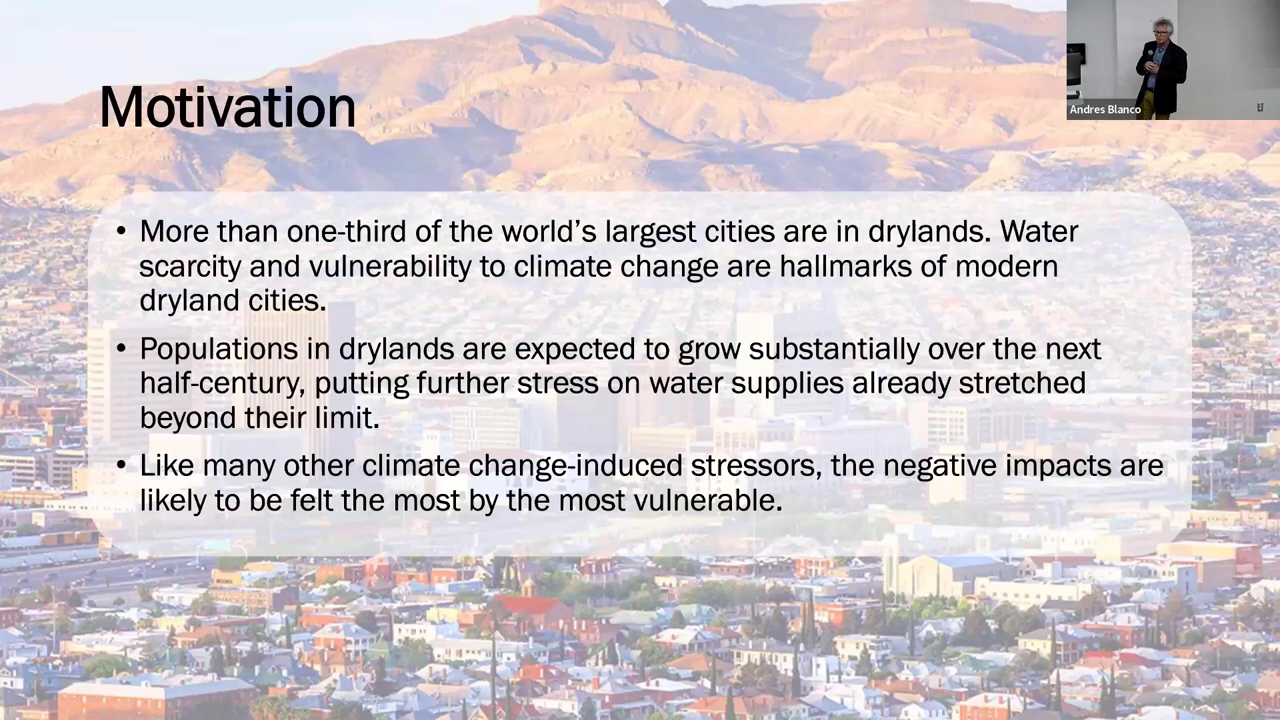 Motivation
Andres Blanco
• More than one-third of the world’s largest cities are in drylands. Water
scarcity and vulnerability to climate change are hallmarks of modern
dryland cities.
• Populations in drylands are expected to grow substantially over the next
half-century, putting further stress on water supplies already stretched
beyond their limit.
• Like many other climate change-induced stressors, the negative impacts are
likely to be felt the most by the most vulnerable.